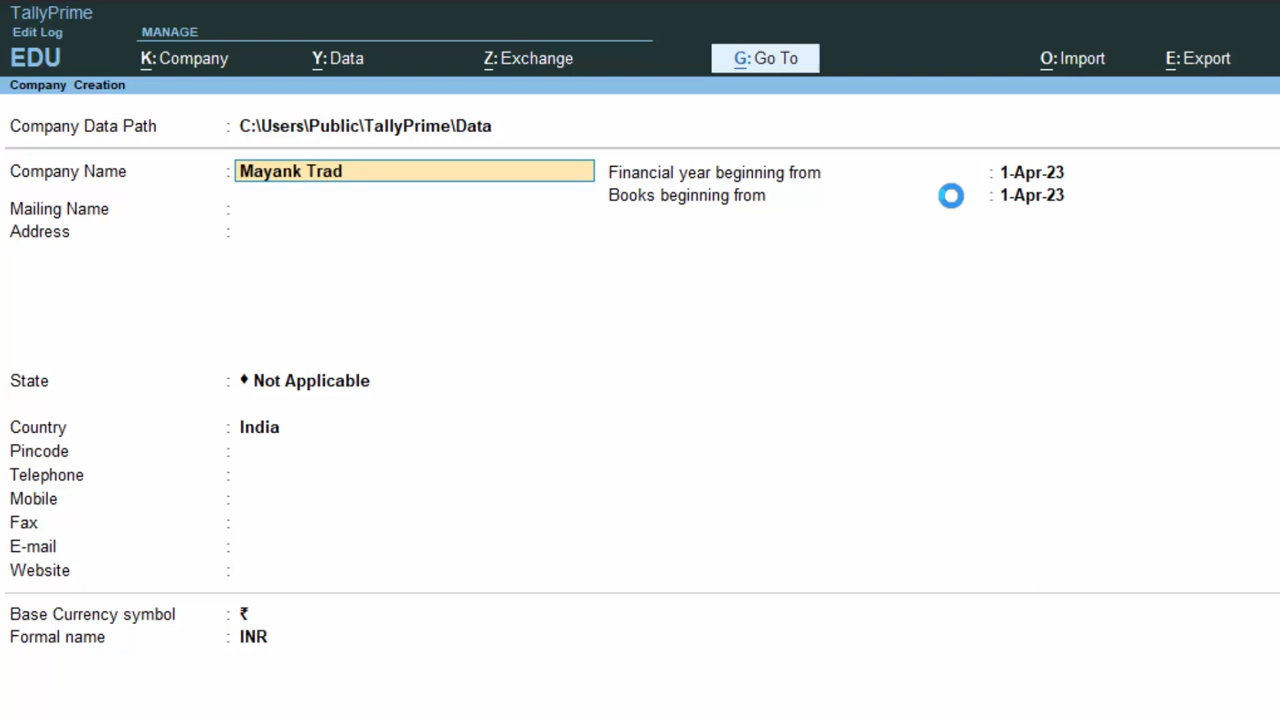 TallyPrime
Edit Log
EDU
MANAGE
K: Company Y: Data Z: Exchange G: Go To O: Import E: Export
Company Creation
Company Data Path : C:\Users\Public\TallyPrime\Data
Company Name : Mayank Trad Financial year beginning from : 1-Apr-23
Books beginning from : 1-Apr-23
Mailing Name :
Address :
State : ♦ Not Applicable
Country : India
Pincode :
Telephone :
Mobile :
Fax :
E-mail :
Website :
Base Currency symbol : ₹
Formal name : INR